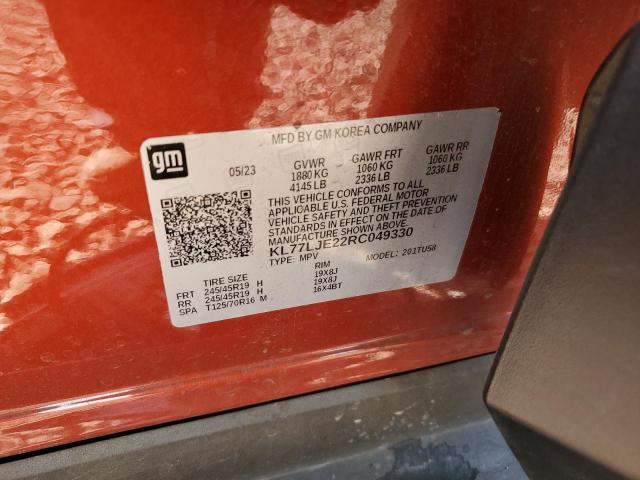 MFD BY GM KOREA COMPANY
gm
05/23 GVWR GAWR FRT GAWR RR
1880 KG 1060 KG 1060 KG
4145 LB 2336 LB 2336 LB
THIS VEHICLE CONFORMS TO ALL
APPLICABLE U.S. FEDERAL MOTOR
VEHICLE SAFETY AND THEFT PREVENTION
STANDARDS IN EFFECT ON THE DATE OF
MANUFACTURE SHOWN ABOVE.
KL77LJE22RC049330
TYPE: MPV MODEL: 201TU58
TIRE SIZE RIM
FRT 245/45R19 H 19X8J
RR 245/45R19 H 19X8J
SPA T125/70R16 M 16X4BT